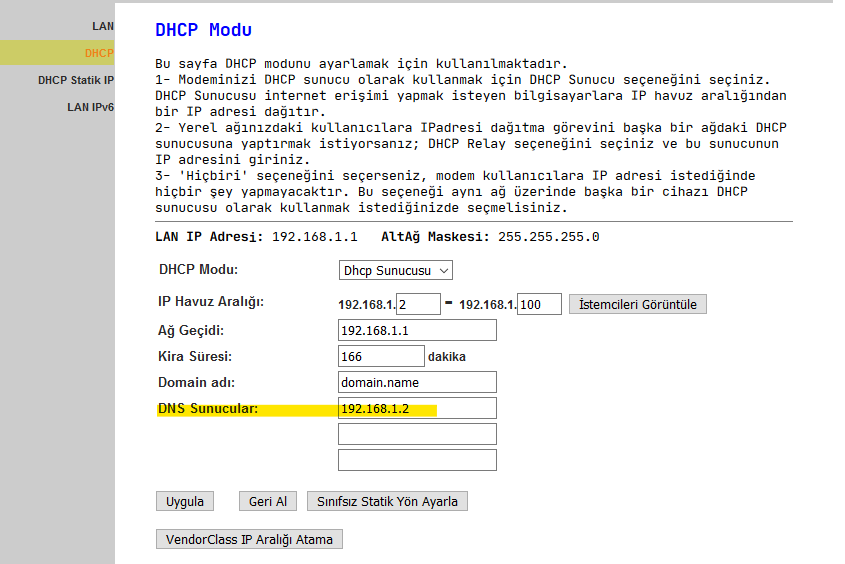 LAN
DHCP
DHCP Statik IP
LAN IPv6
DHCP Modu
Bu sayfa DHCP modunu ayarlamak için kullanılmaktadır.
1- Modeminizi DHCP sunucu olarak kullanmak için DHCP Sunucu seçeneğini seçiniz.
DHCP Sunucusu internet erişimi yapmak isteyen bilgisayarlara IP havuz aralığından
bir IP adresi dağıtır.
2- Yerel ağınızdaki kullanıcılara IPadresi dağıtma görevini başka bir ağdaki DHCP
sunucusuna yaptırmak istiyorsanız; DHCP Relay seçeneğini seçiniz ve bu sunucunun
IP adresini giriniz.
3- 'Hiçbiri' seçeneğini seçerseniz, modem kullanıcılara IP adresi istediğinde
hiçbir şey yapmayacaktır. Bu seçeneği aynı ağ üzerinde başka bir cihazı DHCP
sunucusu olarak kullanmak istediğinizde seçmelisiniz.
LAN IP Adresi: 192.168.1.1 AltAğ Maskesi: 255.255.255.0
DHCP Modu: Dhcp Sunucusu
IP Havuz Aralığı: 192.168.1.2 - 192.168.1.100 İstemcileri Görüntüle
Ağ Geçidi: 192.168.1.1
Kira Süresi: 166 dakika
Domain adı: domain.name
DNS Sunucular: 192.168.1.2
Uygula Geri Al Sınıfsız Statik Yön Ayarla
VendorClass IP Aralığı Atama